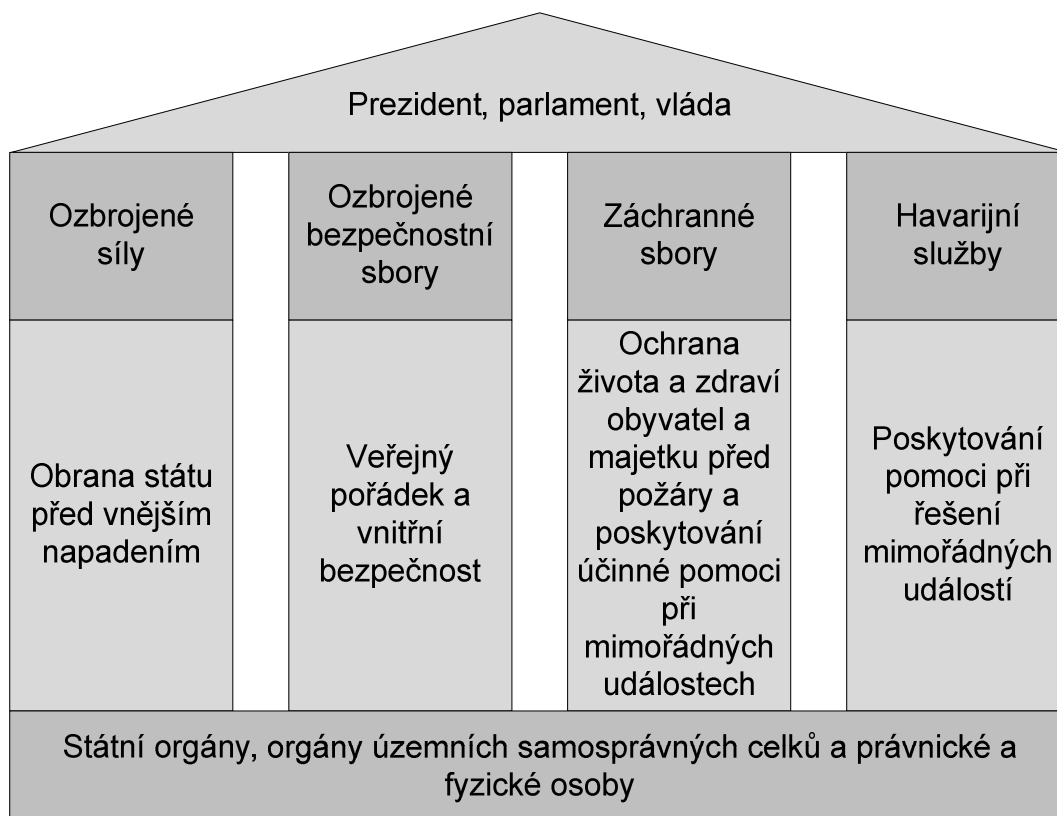 Prezident, parlament, vláda
Ozbrojené
síly
Ozbrojené
bezpečnostní
sbory
Záchranné
sbory
Havarijní
služby
Obrana státu
před vnějším
napadením
Veřejný
pořádek a
vnitřní
bezpečnost
Ochrana
života a zdraví
obyvatel a
majetku před
požáry a
poskytování
účinné pomoci
při
mimořádných
událostech
Poskytování
pomoci při
řešení
mimořádných
událostí
Státní orgány, orgány územních samosprávných celků a právnické a
fyzické osoby